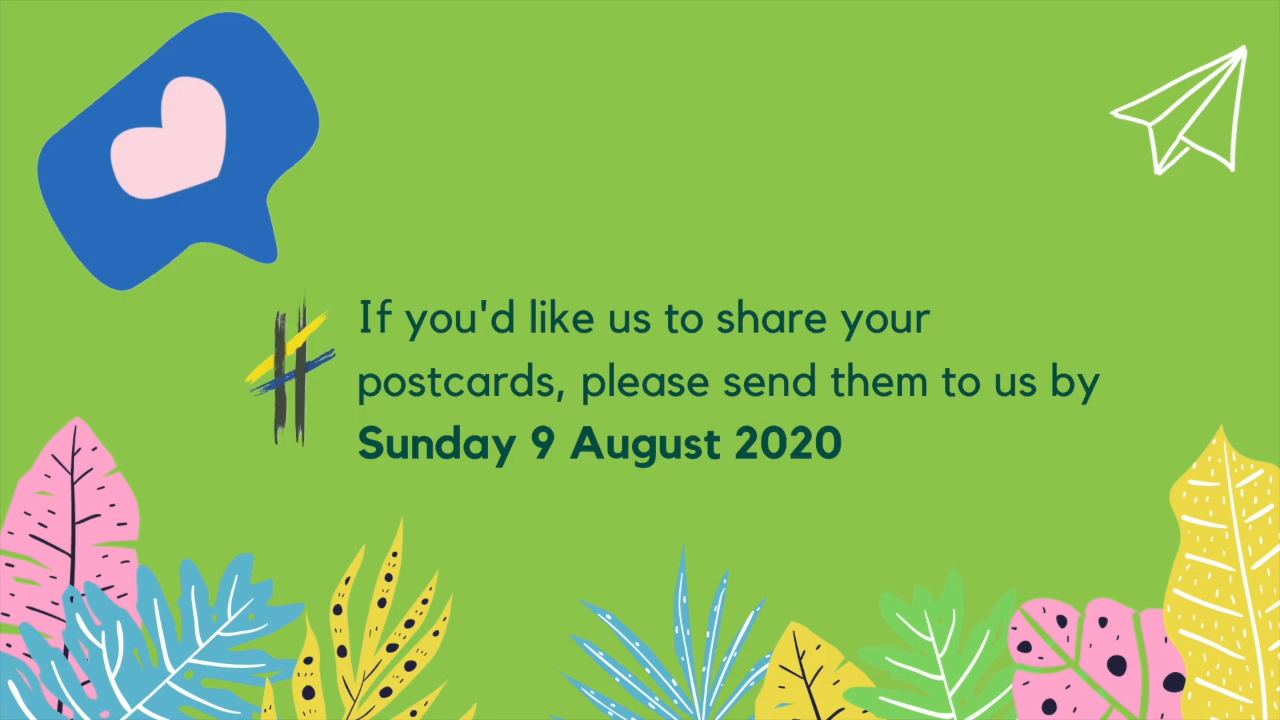 If you'd like us to share your
postcards, please send them to us by
Sunday 9 August 2020